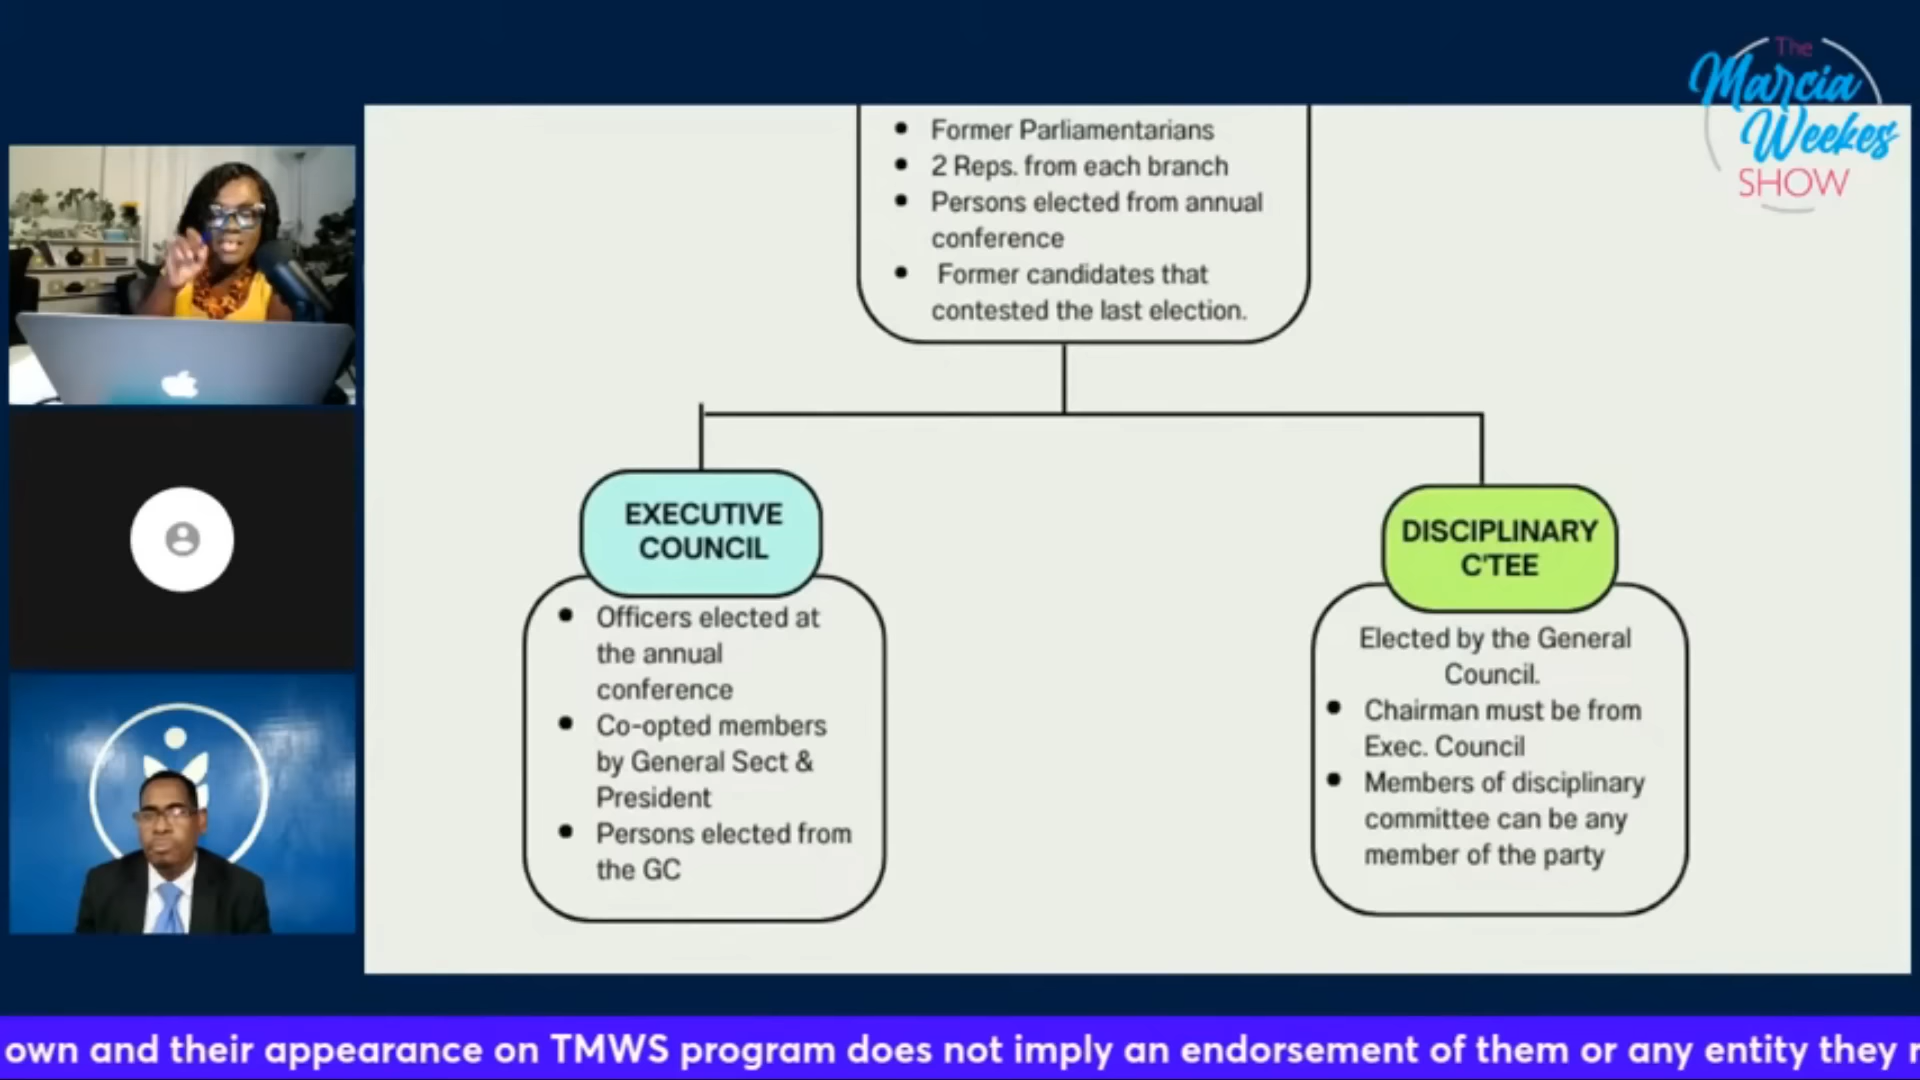 The
Marcia
Weekes
SHOW
• Former Parliamentarians
• 2 Reps. from each branch
• Persons elected from annual
conference
• Former candidates that
contested the last election.
EXECUTIVE
COUNCIL
• Officers elected at
the annual
conference
• Co-opted members
by General Sect &
President
• Persons elected from
the GC
DISCIPLINARY
C'TEE
Elected by the General
Council.
• Chairman must be from
Exec. Council
• Members of disciplinary
committee can be any
member of the party
own and their appearance on TMWS program does not imply an endorsement of them or any entity they